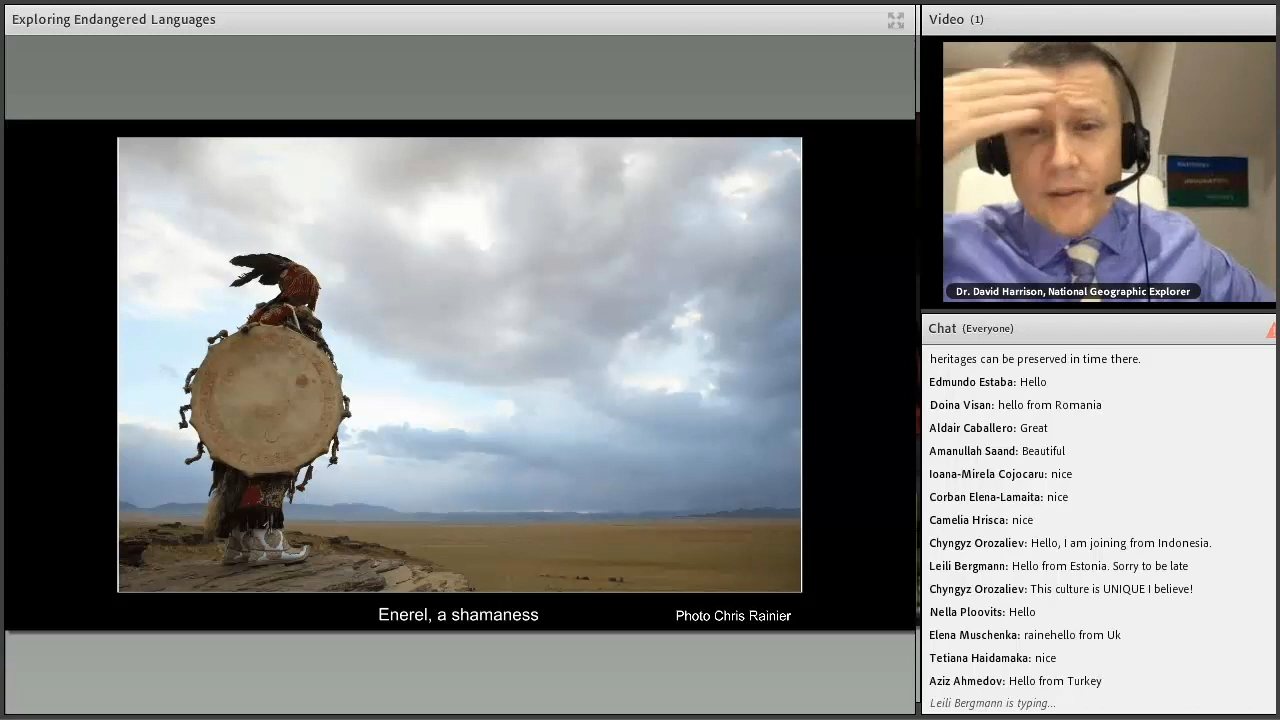 Exploring Endangered Languages
Enerel, a shamaness
Photo Chris Rainier
Video (1)
Dr. David Harrison, National Geographic Explorer
Chat (Everyone)
heritages can be preserved in time there.
Edmundo Estaba: Hello
Doina Visan: hello from Romania
Aldair Caballero: Great
Amanullah Saand: Beautiful
Ioana-Mirela Cojocaru: nice
Corban Elena-Lamaita: nice
Camelia Hrisca: nice
Chyngyz Orozaliev: Hello, I am joining from Indonesia.
Leili Bergmann: Hello from Estonia. Sorry to be late
Chyngyz Orozaliev: This culture is UNIQUE I believe!
Nella Ploovits: Hello
Elena Muschenka: rainehello from Uk
Tetiana Haidamaka: nice
Aziz Ahmedov: Hello from Turkey
Leili Bergmann is typing...